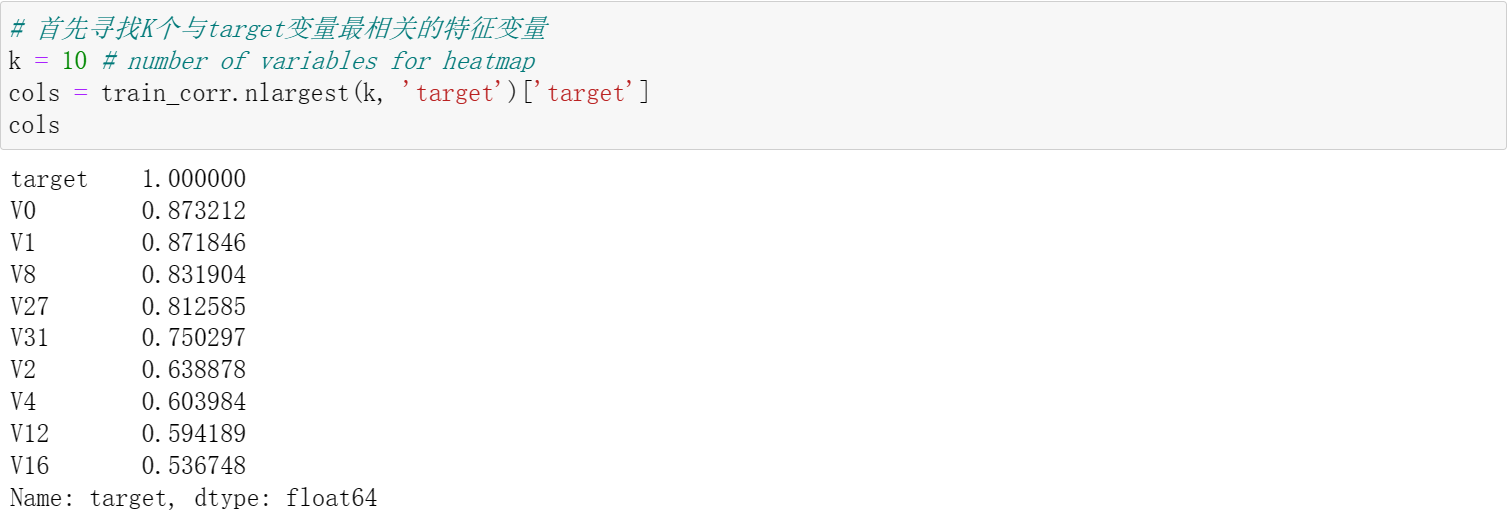 # 首先寻找K个与target变量最相关的特征变量
k = 10 # number of variables for heatmap
cols = train_corr.nlargest(k, 'target')['target']
cols
target    1.000000
V0        0.873212
V1        0.871846
V8        0.831904
V27       0.812585
V31       0.750297
V2        0.638878
V4        0.603984
V12       0.594189
V16       0.536748
Name: target, dtype: float64